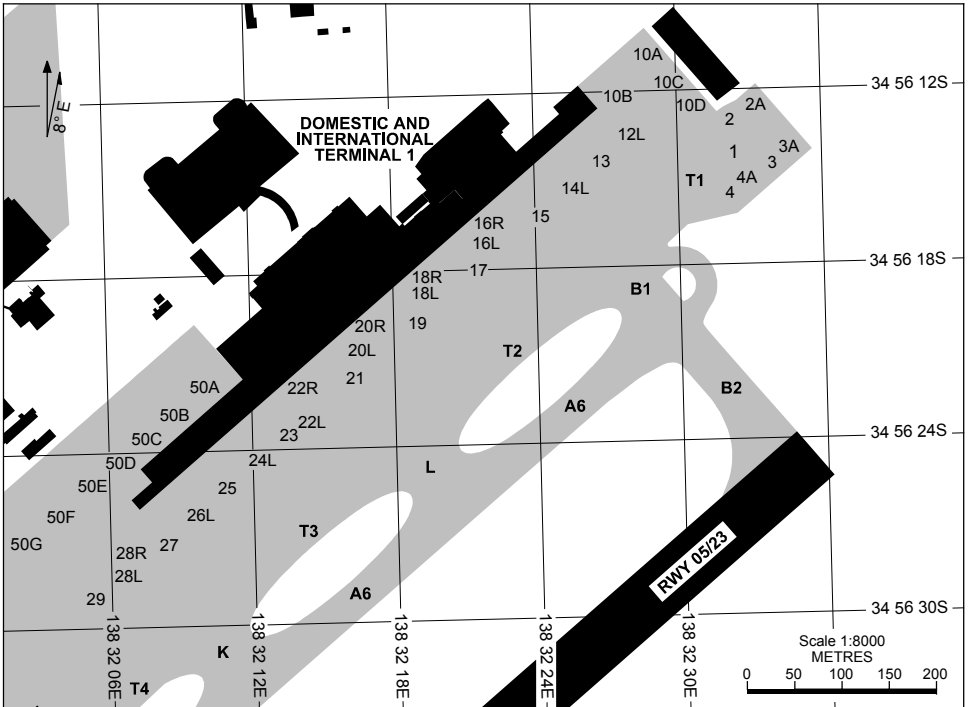 10A
10C
34 56 12S
10B
10D
2A
8° E
2
DOMESTIC AND
INTERNATIONAL
TERMINAL 1
12L
3A
1
13
3
4A
T1
14L
4
15
16R
16L
34 56 18S
17
18R
B1
18L
19
20R
20L
T2
21
50A
22R
B2
A6
50B
22L
23
50C
34 56 24S
50D
24L
L
50E
25
26L
50F
T3
50G
27
28R
RWY 05/23
28L
A6
29
34 56 30S
138 32 06E
138 32 12E
138 32 18E
138 32 24E
138 32 30E
K
Scale 1:8000
METRES
0 50 100 150 200
T4